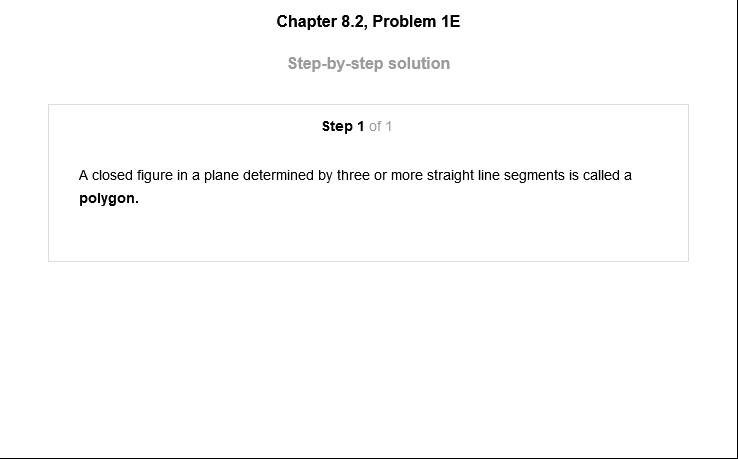 Chapter 8.2, Problem 1E
Step-by-step solution
Step 1 of 1
A closed figure in a plane determined by three or more straight line segments is called a
polygon.